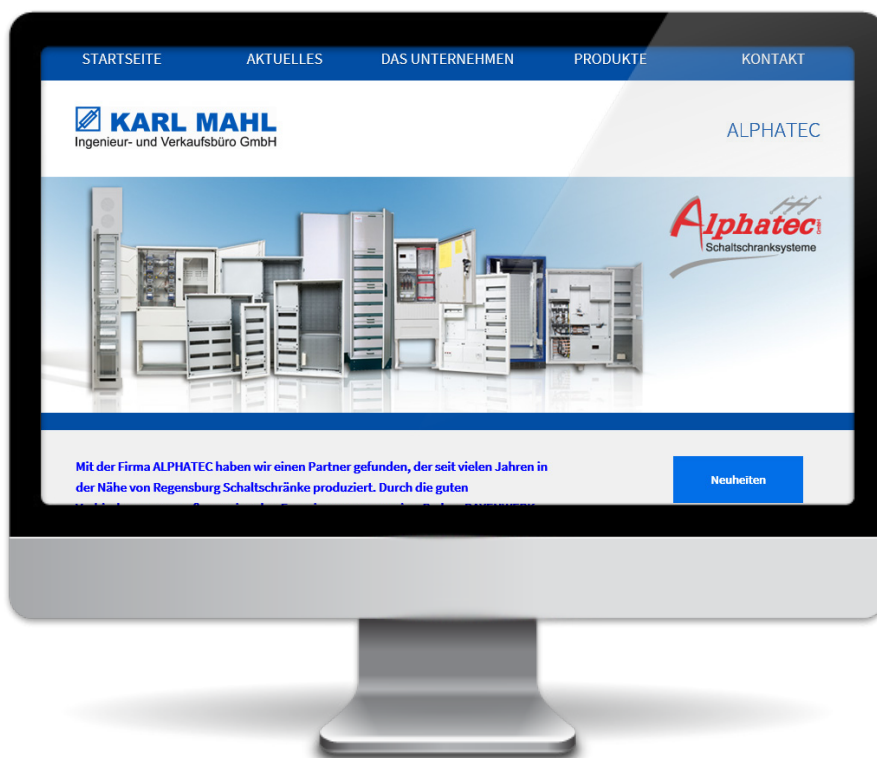 STARTSEITE AKTUELLES DAS UNTERNEHMEN PRODUKTE KONTAKT
KARL MAHL
Ingenieur- und Verkaufsbüro GmbH
ALPHATEC
Alphatec GmbH
Schaltschranksysteme
Mit der Firma ALPHATEC haben wir einen Partner gefunden, der seit vielen Jahren in
der Nähe von Regensburg Schaltschränke produziert. Durch die guten
Neuheiten